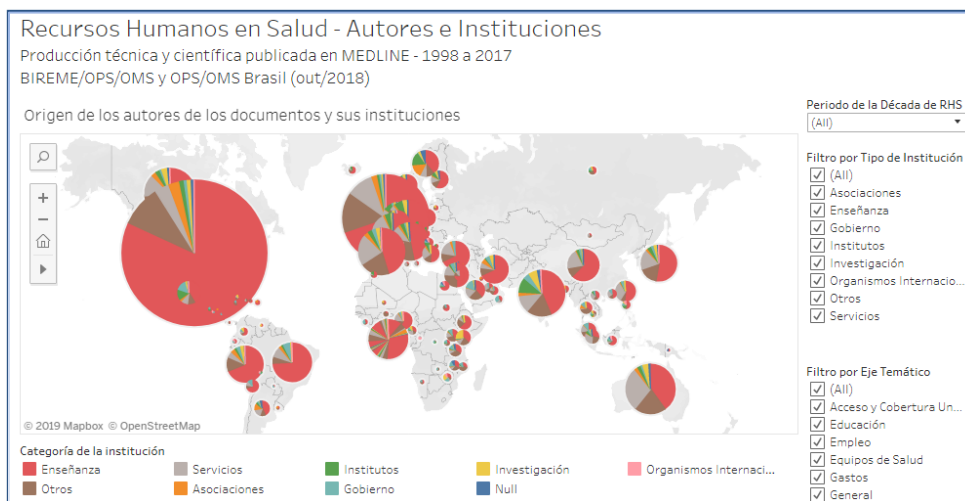 Recursos Humanos en Salud - Autores e Instituciones
Producción técnica y científica publicada en MEDLINE - 1998 a 2017
BIREME/OPS/OMS y OPS/OMS Brasil (out/2018)
Origen de los autores de los documentos y sus instituciones
© 2019 Mapbox © OpenStreetMap
Categoría de la institución
Enseñanza
Servicios
Institutos
Investigación
Organismos Internaci...
Otros
Asociaciones
Gobierno
Null
Periodo de la Década de RHS
(All)
Filtro por Tipo de Institución
(All)
Asociaciones
Enseñanza
Gobierno
Institutos
Investigación
Organismos Internacio...
Otros
Servicios
Filtro por Eje Temático
(All)
Acceso y Cobertura Un...
Educación
Empleo
Equipos de Salud
Gastos
General